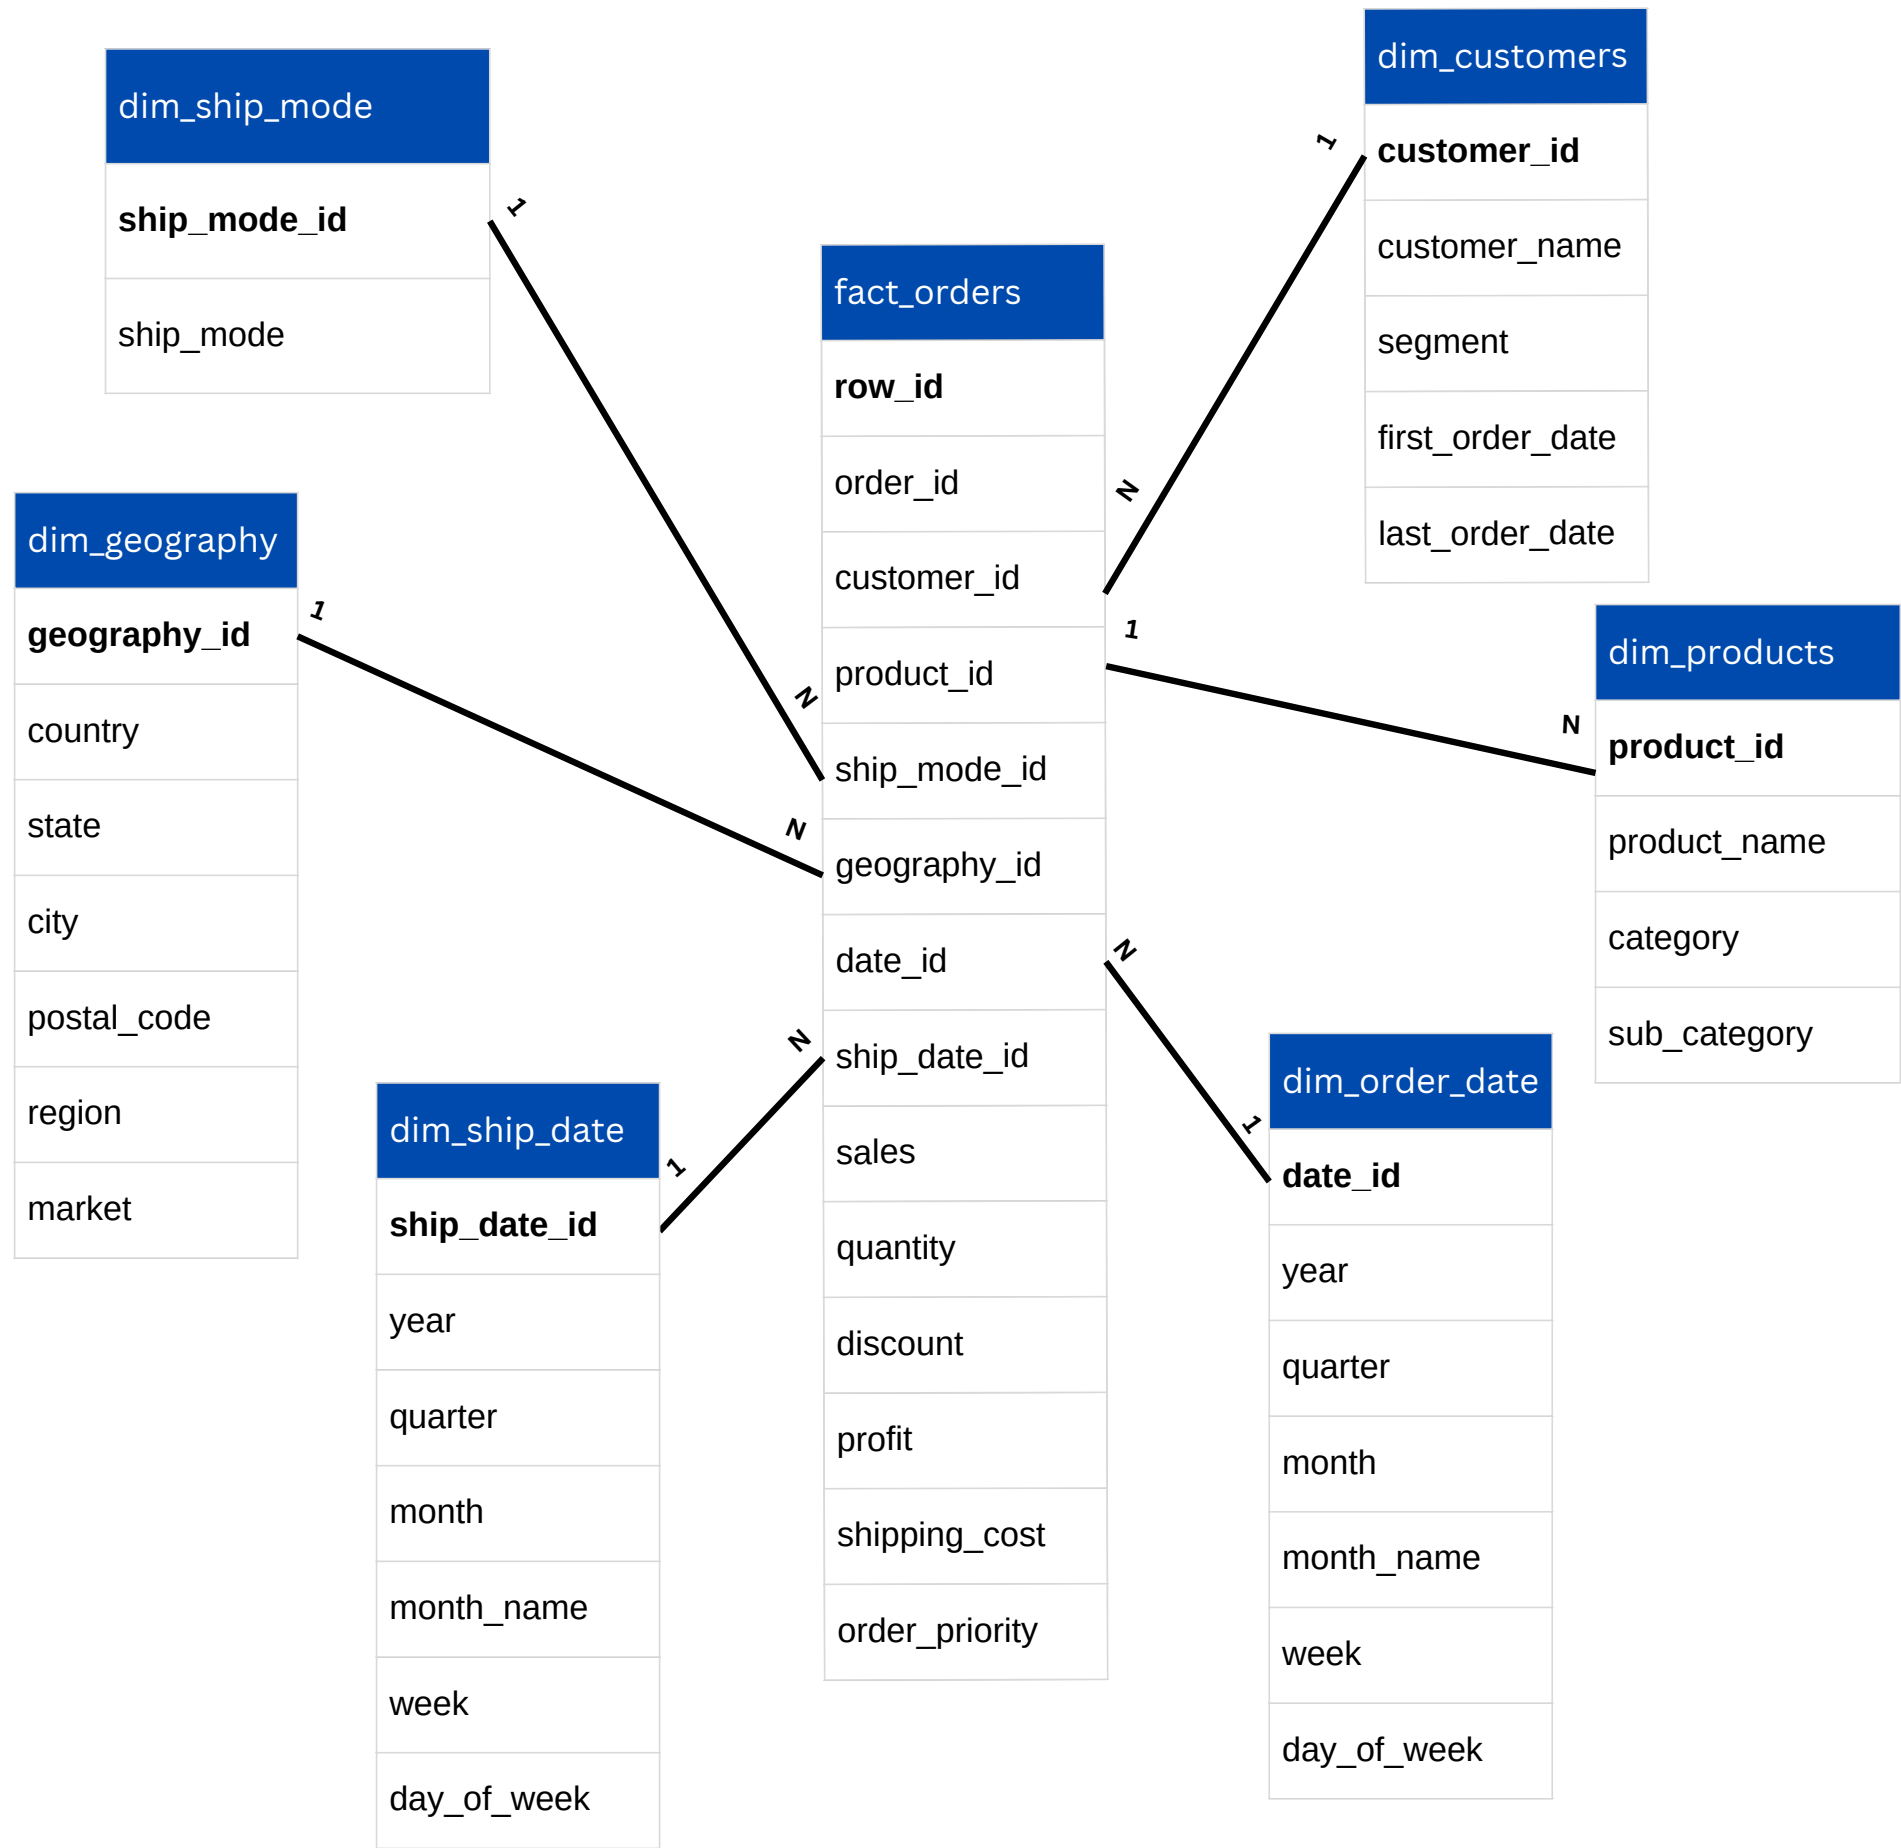 dim_ship_mode
ship_mode_id
ship_mode
1
N
dim_customers
customer_id
customer_name
segment
first_order_date
last_order_date
1
N
fact_orders
row_id
order_id
customer_id
product_id
ship_mode_id
geography_id
date_id
ship_date_id
sales
quantity
discount
profit
shipping_cost
order_priority
dim_geography
geography_id
country
state
city
postal_code
region
market
1
N
dim_products
product_id
product_name
category
sub_category
1
N
dim_ship_date
ship_date_id
year
quarter
month
month_name
week
day_of_week
1
N
dim_order_date
date_id
year
quarter
month
month_name
week
day_of_week
N
1